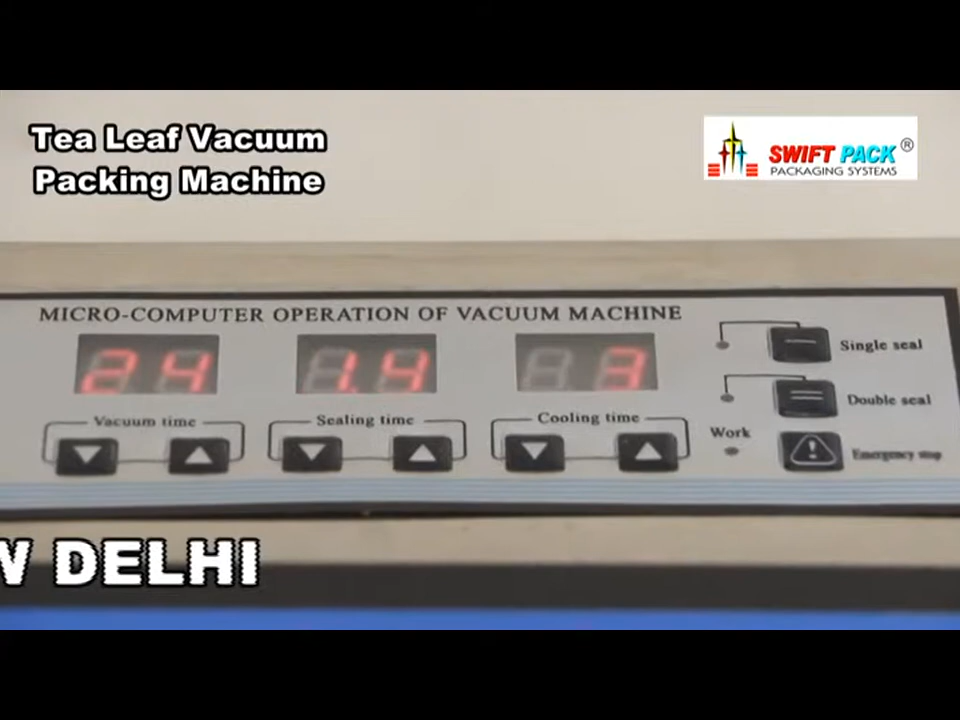 Tea Leaf Vacuum
Packing Machine
SWIFT PACK®
PACKAGING SYSTEMS
MICRO-COMPUTER OPERATION OF VACUUM MACHINE
24
1.4
3
Single seal
Double seal
Vacuum time
Sealing time
Cooling time
Work
Emergency stop
DELHI